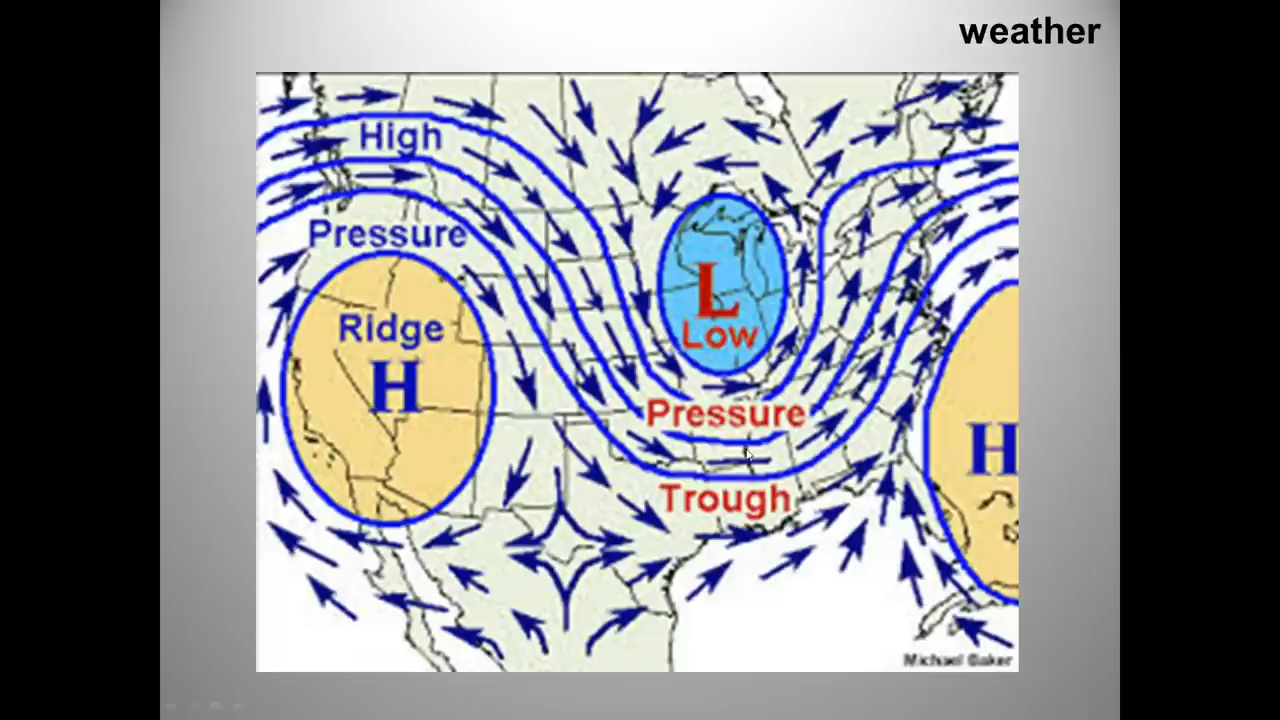 weather
High
Pressure
Ridge
H
L
Low
Pressure
Trough
H
Michael Baker